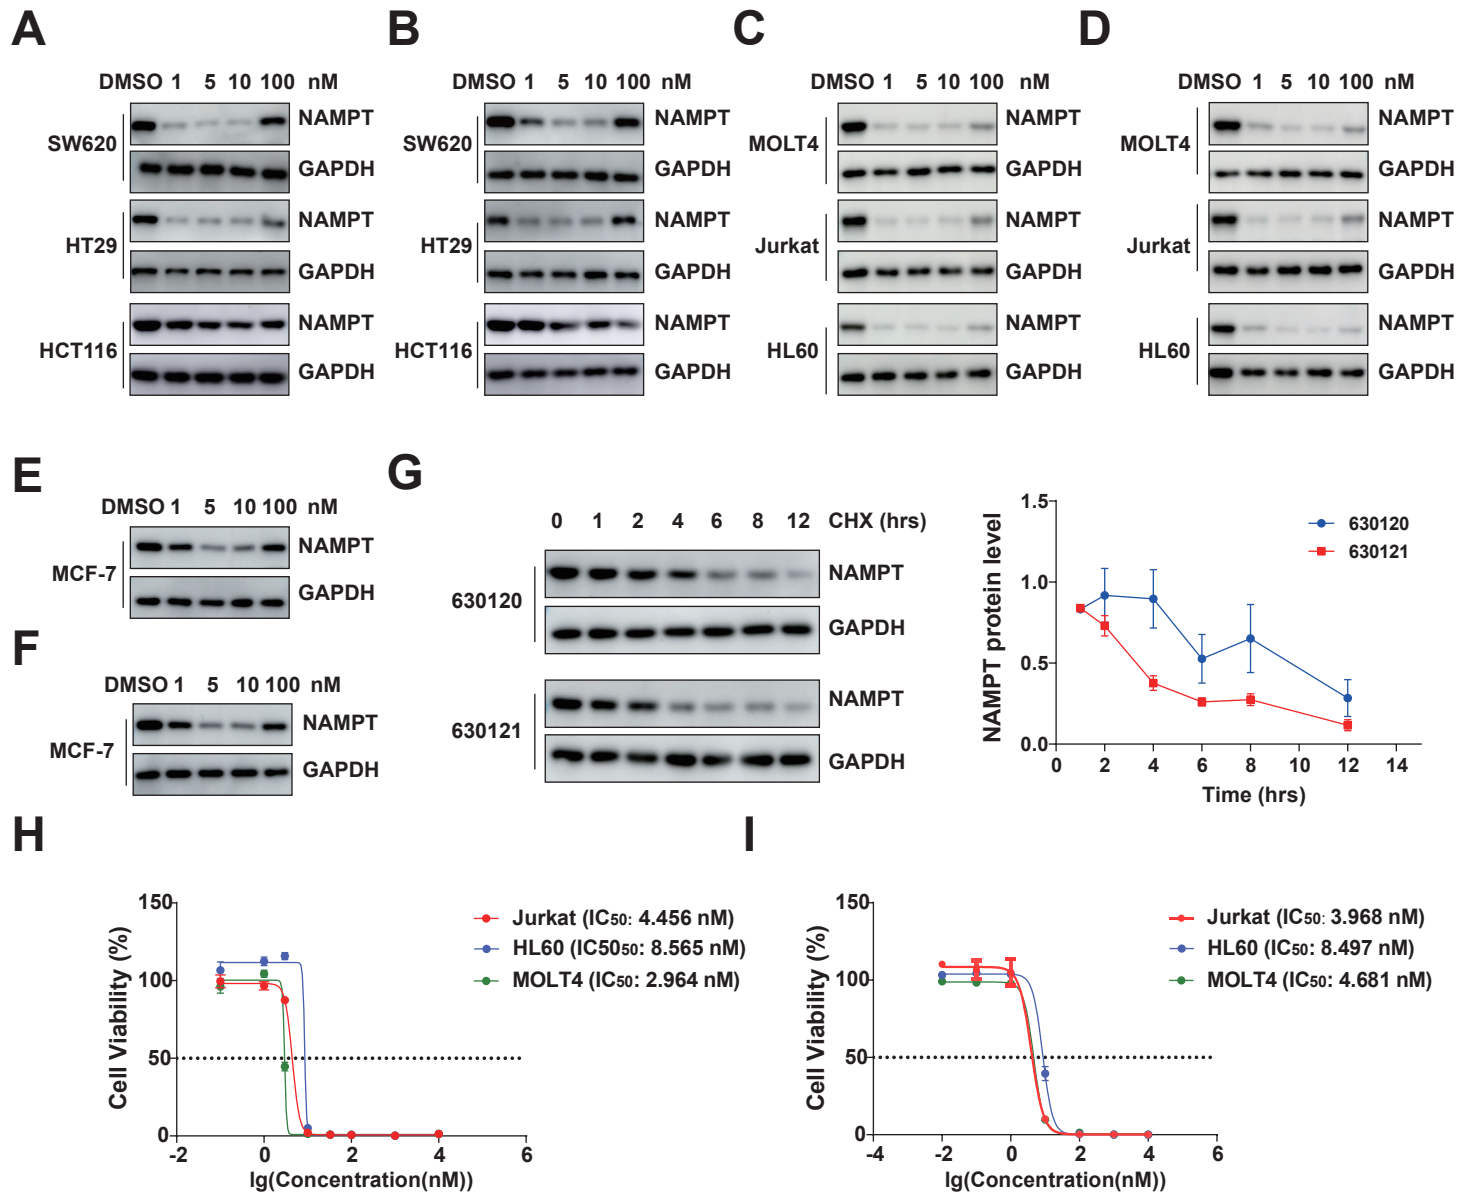 A
DMSO 1 5 10 100 nM
SW620
NAMPT
GAPDH
HT29
NAMPT
GAPDH
HCT116
NAMPT
GAPDH
B
DMSO 1 5 10 100 nM
SW620
NAMPT
GAPDH
HT29
NAMPT
GAPDH
HCT116
NAMPT
GAPDH
C
DMSO 1 5 10 100 nM
MOLT4
NAMPT
GAPDH
Jurkat
NAMPT
GAPDH
HL60
NAMPT
GAPDH
D
DMSO 1 5 10 100 nM
MOLT4
NAMPT
GAPDH
Jurkat
NAMPT
GAPDH
HL60
NAMPT
GAPDH
E
DMSO 1 5 10 100 nM
MCF-7
NAMPT
GAPDH
F
DMSO 1 5 10 100 nM
MCF-7
NAMPT
GAPDH
G
0 1 2 4 6 8 12 CHX (hrs)
630120
NAMPT
GAPDH
630121
NAMPT
GAPDH
NAMPT protein level
1.5
1.0
0.5
0.0
0 2 4 6 8 10 12 14
Time (hrs)
630120
630121
H
Cell Viability (%)
150
100
50
0
-2 0 2 4 6
lg(Concentration(nM))
Jurkat (IC50: 4.456 nM)
HL60 (IC5050: 8.565 nM)
MOLT4 (IC50: 2.964 nM)
I
Cell Viability (%)
150
100
50
0
-4 -2 0 2 4 6
lg(Concentration(nM))
Jurkat (IC50: 3.968 nM)
HL60 (IC50: 8.497 nM)
MOLT4 (IC50: 4.681 nM)